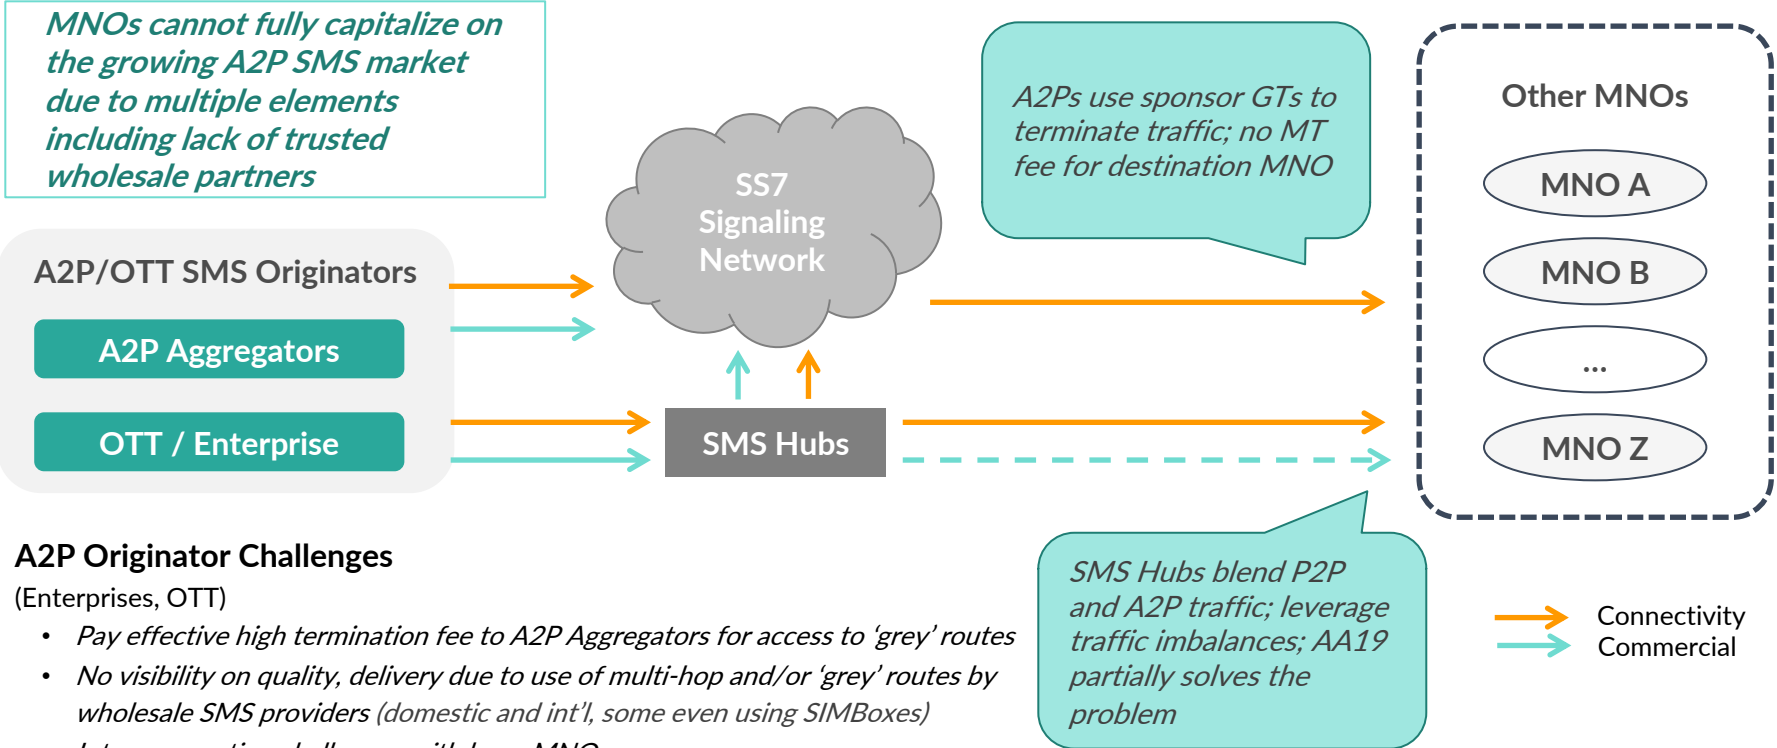 MNOs cannot fully capitalize on
the growing A2P SMS market
due to multiple elements
including lack of trusted
wholesale partners
A2Ps use sponsor GTs to
terminate traffic; no MT
fee for destination MNO
Other MNOs
MNO A
MNO B
...
MNO Z
SS7
Signaling
Network
A2P/OTT SMS Originators
A2P Aggregators
OTT / Enterprise
SMS Hubs
A2P Originator Challenges
(Enterprises, OTT)
• Pay effective high termination fee to A2P Aggregators for access to ‘grey’ routes
• No visibility on quality, delivery due to use of multi-hop and/or ‘grey’ routes by
wholesale SMS providers (domestic and int’l, some even using SIMBoxes)
SMS Hubs blend P2P
and A2P traffic; leverage
traffic imbalances; AA19
partially solves the
problem
Connectivity
Commercial